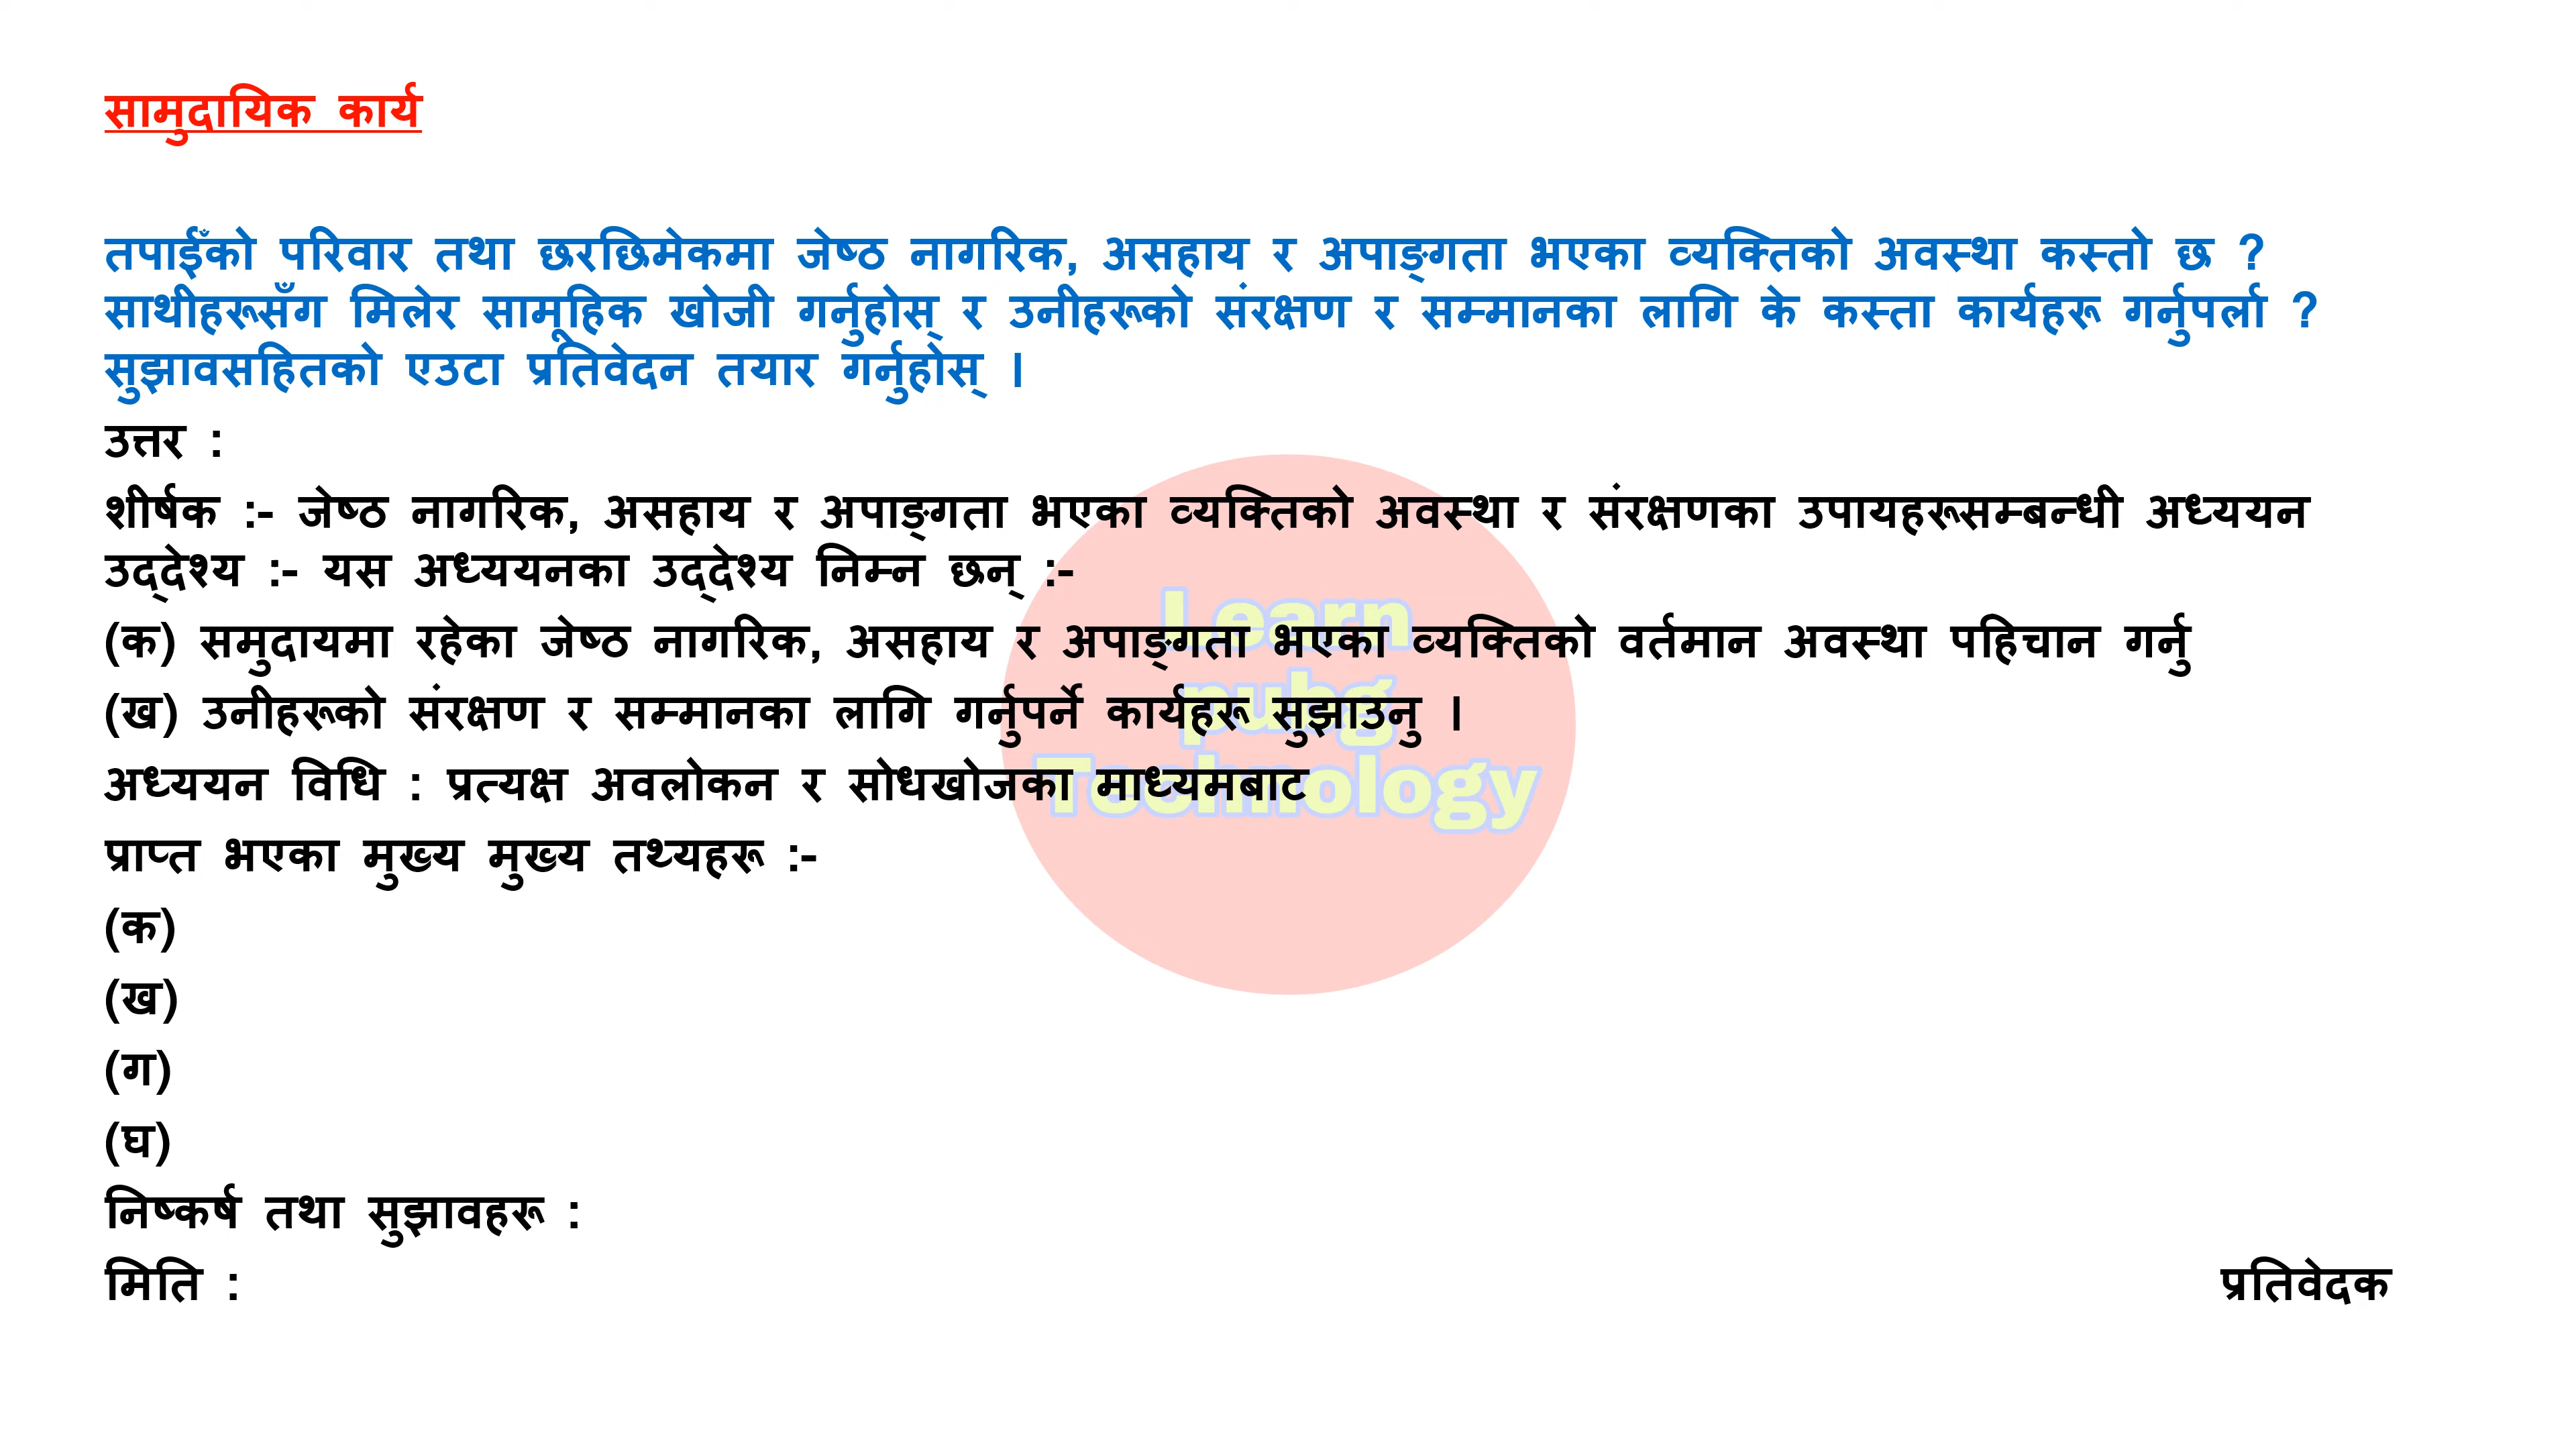 सामुदायिक कार्य
तपाईँको परिवार तथा छरछिमेकमा जेष्ठ नागरिक, असहाय र अपाङ्गता भएका व्यक्तिको अवस्था कस्तो छ ?
साथीहरूसँग मिलेर सामूहिक खोजी गर्नुहोस् र उनीहरूको संरक्षण र सम्मानका लागि के कस्ता कार्यहरू गर्नुपर्ला ?
सुझावसहितको एउटा प्रतिवेदन तयार गर्नुहोस् ।
उत्तर :
शीर्षक :- जेष्ठ नागरिक, असहाय र अपाङ्गता भएका व्यक्तिको अवस्था र संरक्षणका उपायहरूसम्बन्धी अध्ययन
उद्देश्य :- यस अध्ययनका उद्देश्य निम्न छन् :-
(क) समुदायमा रहेका जेष्ठ नागरिक, असहाय र अपाङ्गता भएका व्यक्तिको वर्तमान अवस्था पहिचान गर्नु
(ख) उनीहरूको संरक्षण र सम्मानका लागि गर्नुपर्ने कार्यहरू सुझाउनु ।
अध्ययन विधि : प्रत्यक्ष अवलोकन र सोधखोजका माध्यमबाट
प्राप्त भएका मुख्य मुख्य तथ्यहरू :-
(क)
(ख)
(ग)
(घ)
निष्कर्ष तथा सुझावहरू :
मिति : प्रतिवेदक
Learn
pubg
Technology